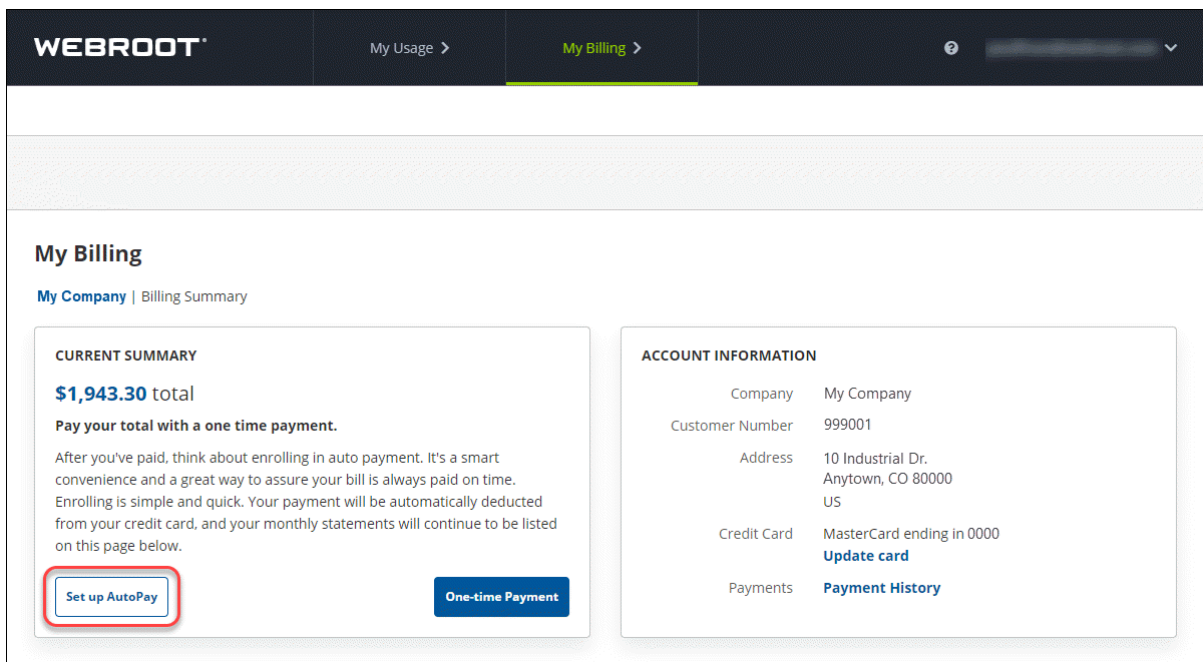 WEBROOT
My Usage
My Billing
My Billing
My Company | Billing Summary
CURRENT SUMMARY
$1,943.30 total
Pay your total with a one time payment.
After you've paid, think about enrolling in auto payment. It's a smart
convenience and a great way to assure your bill is always paid on time.
Enrolling is simple and quick. Your payment will be automatically deducted
from your credit card, and your monthly statements will continue to be listed
on this page below.
Set up AutoPay
One-time Payment
ACCOUNT INFORMATION
Company My Company
Customer Number 999001
Address 10 Industrial Dr.
Anytown, CO 80000
US
Credit Card MasterCard ending in 0000
Update card
Payments Payment History